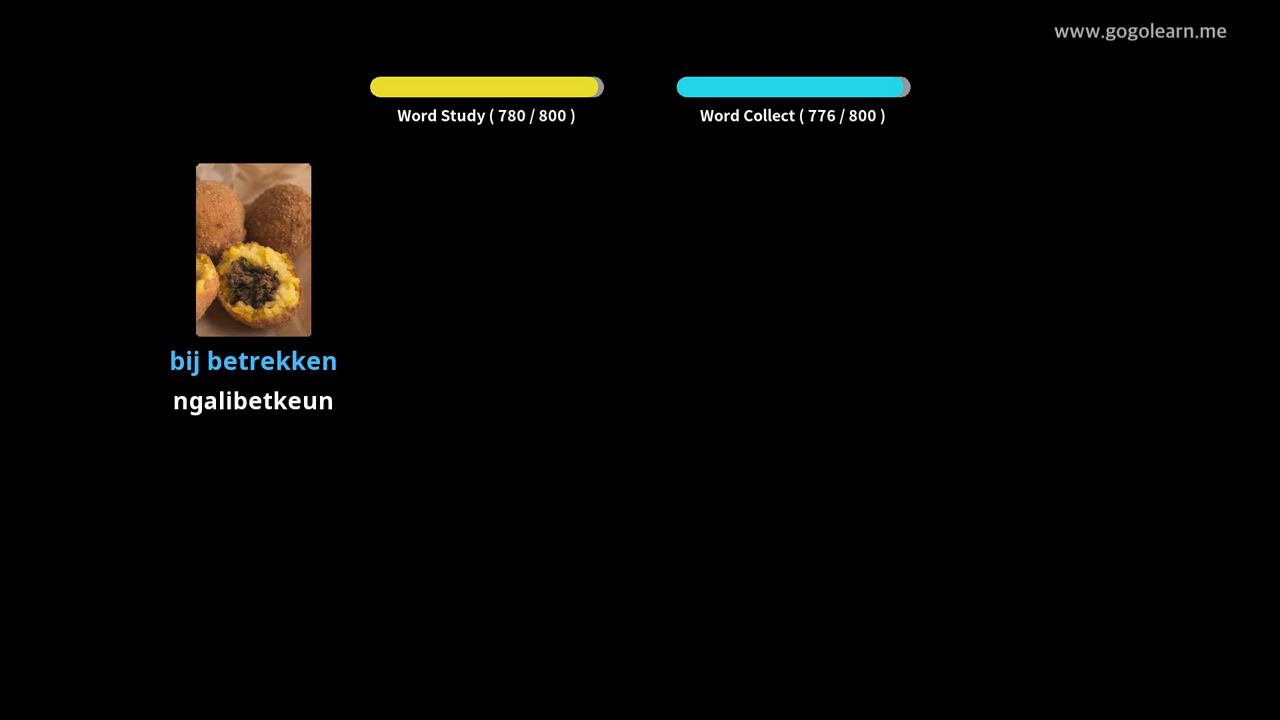 www.gogolearn.me
Word Study ( 780 / 800 )
Word Collect ( 776 / 800 )
bij betrekken
ngalibetkeun